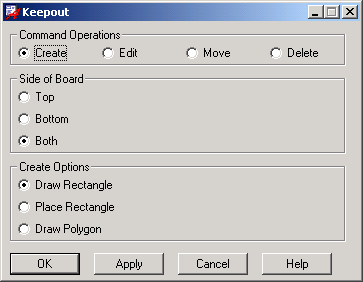 Keepout
Command Operations
Create Edit Move Delete
Side of Board
Top
Bottom
Both
Create Options
Draw Rectangle
Place Rectangle
Draw Polygon
OK Apply Cancel Help